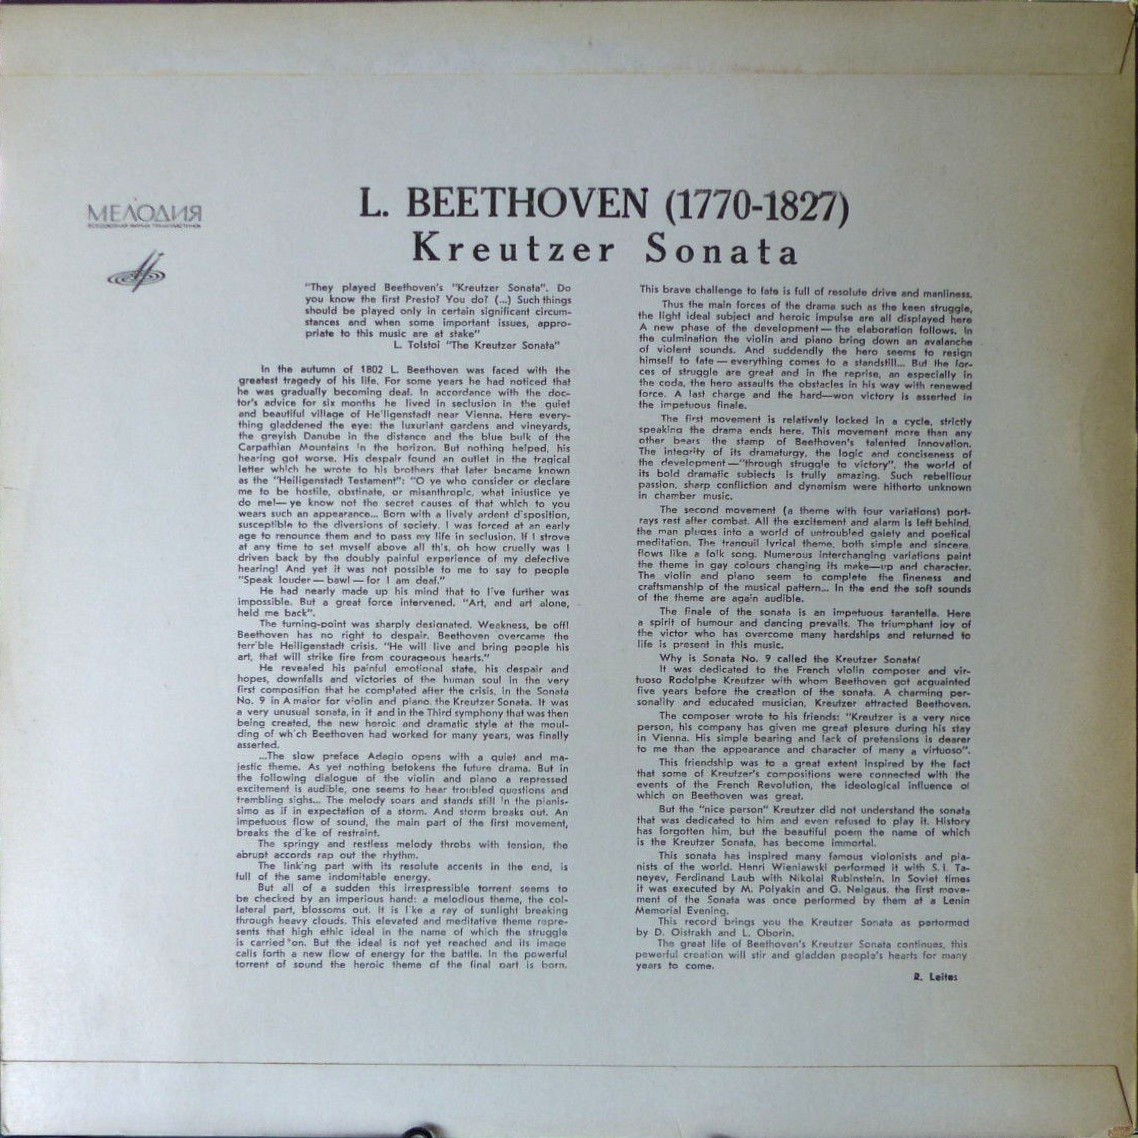 L. BEETHOVEN (1770-1827)
Kreutzer Sonata
МЕЛОДИЯ
"They played Beethoven's "Kreutzer Sonata". Do
you know the first Presto? You do? (...) Such things
should be played only in certain significant circum-
stances and when some important issues, appro-
priate to this music are at stake"
L. Tolstoi "The Kreutzer Sonata"
In the autumn of 1802 L. Beethoven was faced with the
greatest tragedy of his life. For some years he had noticed that
he was gradually becoming deaf. In accordance with the doc-
tor's advice for six months he lived in seclusion in the quiet
and beautiful village of Heiligenstadt near Vienna. Here every-
thing gladdened the eye: the luxuriant gardens and vineyards,
the greyish Danube in the distance and the blue bulk of the
Carpathian Mountains in the horizon. But nothing helped, his
hearing got worse. His despair found an outlet in the tragical
letter which he wrote to his brothers that later became known
as the "Heiligenstadt Testament": "O ye who consider or declare
me to be hostile, obstinate, or misanthropic, what injustice ye
do me!—ye know not the secret causes of that which to you
wears such an appearance... Born with a lively ardent disposition,
susceptible to the diversions of society. I was forced at an early
age to renounce them and to pass my life in seclusion. If I strove
at any time to set myself above all this, oh how cruelly was I
driven back by the doubly painful experience of my defective
hearing! And yet it was not possible to me to say to people
"Speak louder — bawl — for I am deaf."
He had nearly made up his mind that to live further was
impossible. But a great force intervened. "Art, and art alone,
held me back".
The turning-point was sharply designated. Weakness, be off!
Beethoven has no right to despair. Beethoven overcame the
terrible Heiligenstadt crisis. "He will live and bring people his
art, that will strike fire from courageous hearts."
He revealed his painful emotional state, his despair and
hopes, downfalls and victories of the human soul in the very
first composition that he completed after the crisis, in the Sonata
No. 9 in A major for violin and piano, the Kreutzer Sonata. It was
a very unusual sonata, in it and in the Third symphony that was then
being created, the new heroic and dramatic style at the moul-
ding of which Beethoven had worked for many years, was finally
asserted.
...The slow preface Adagio opens with a quiet and ma-
jestic theme. As yet nothing betokens the future drama. But in
the following dialogue of the violin and piano a repressed
excitement is audible, one seems to hear troubled questions and
trembling sighs... The melody soars and stands still in the pianis-
simo as if in expectation of a storm. And storm breaks out. An
impetuous flow of sound, the main part of the first movement,
breaks the dike of restraint.
The springy and restless melody throbs with tension, the
abrupt accords rap out the rhythm.
The linking part with its resolute accents in the end, is
full of the same indomitable energy.
But all of a sudden this irrespressible torrent seems to
be checked by an imperious hand: a melodious theme, the col-
lateral part, blossoms out. It is like a ray of sunlight breaking
through heavy clouds. This elevated and meditative theme repre-
sents that high ethic ideal in the name of which the struggle
is carried on. But the ideal is not yet reached and its image
calls forth a new flow of energy for the battle. In the powerful
torrent of sound the heroic theme of the final part is born.
This brave challenge to fate is full of resolute drive and manliness.
Thus the main forces of the drama such as the keen struggle,
the light ideal subject and heroic impulse are all displayed here
A new phase of the development — the elaboration follows. In
the culmination the violin and piano bring down an avalanche
of violent sounds. And suddendly the hero seems to resign
himself to fate — everything comes to a standstill... But the for-
ces of struggle are great and in the reprise, an especially in
the coda, the hero assaults the obstacles in his way with renewed
force. A last charge and the hard—won victory is asserted in
the impetuous finale.
The first movement is relatively locked in a cycle, strictly
speaking the drama ends here. This movement more than any
other bears the stamp of Beethoven's talented innovation.
The integrity of its dramaturgy, the logic and conciseness of
the development —"through struggle to victory", the world of
its bold dramatic subjects is trully amazing. Such rebelliour
passion, sharp confliction and dynamism were hitherto unknown
in chamber music.
The second movement (a theme with four variations) port-
rays rest after combat. All the excitement and alarm is left behind,
the man plunges into a world of untroubled gaiety and poetical
meditation. The tranquil lyrical theme, both simple and sincere,
flows like a folk song. Numerous interchanging variations paint
the theme in gay colours changing its make—up and character.
The violin and piano seem to complete the fineness and
craftsmanship of the musical pattern... In the end the soft sounds
of the theme are again audible.
The finale of the sonata is an impetuous tarantella. Here
a spirit of humour and dancing prevails. The triumphant joy of
the victor who has overcome many hardships and returned to
life is present in this music.
Why is Sonata No. 9 called the Kreutzer Sonata?
It was dedicated to the French violin composer and vir-
tuoso Rodolphe Kreutzer with whom Beethoven got acquainted
five years before the creation of the sonata. A charming per-
sonality and educated musician, Kreutzer attracted Beethoven.
The composer wrote to his friends: "Kreutzer is a very nice
person, his company has given me great plesure during his stay
in Vienna. His simple bearing and lack of pretensions is dearer
to me than the appearance and character of many a virtuoso".
This friendship was to a great extent inspired by the fact
that some of Kreutzer's compositions were connected with the
events of the French Revolution, the ideological influence of
which on Beethoven was great.
But the "nice person" Kreutzer did not understand the sonata
that was dedicated to him and even refused to play it. History
has forgotten him, but the beautiful poem the name of which
is the Kreutzer Sonata, has become immortal.
This sonata has inspired many famous violonists and pia-
nists of the world. Henri Wieniawski performed it with S. I. Ta-
neyev, Ferdinand Laub with Nikolai Rubinstein. In Soviet times
it was executed by M. Polyakin and G. Neigaus, the first move-
ment of the Sonata was once performed by them at a Lenin
Memorial Evening.
This record brings you the Kreutzer Sonata as performed
by D. Oistrakh and L. Oborin.
The great life of Beethoven's Kreutzer Sonata continues, this
powerful creation will stir and gladden people's hearts for many
years to come.
R. Leites